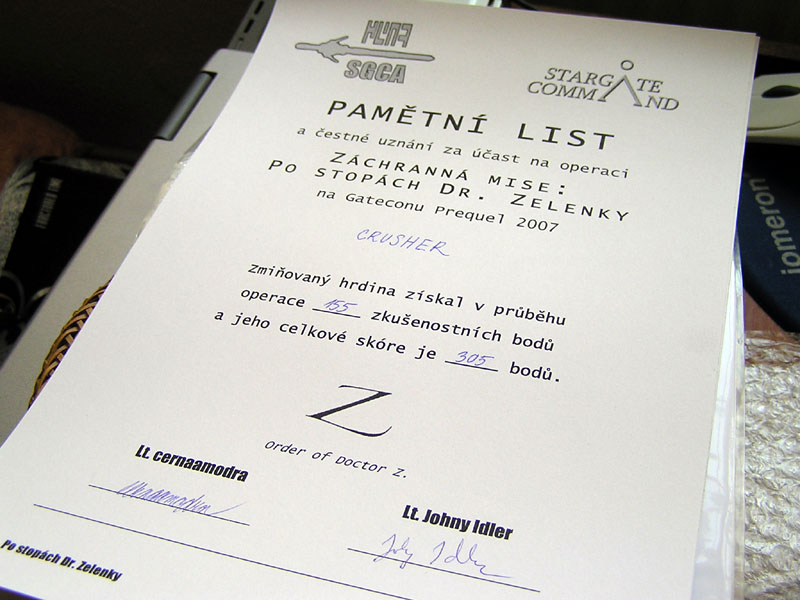 SGCA
STARGATE
COMMAND
PAMĚTNÍ LIST
a čestné uznání za účast na operaci
ZÁCHRANNÁ MISE:
PO STOPÁCH DR. ZELENKY
na Gateconu Prequel 2007
CRUSHER
Zmiňovaný hrdina získal v průběhu
operace 155 zkušenostních bodů
a jeho celkové skóre je 305 bodů.
Z
Order of Doctor Z.
Lt. cernaamodra
Lt. Johny Idler
Po stopách Dr. Zelenky
iomeron